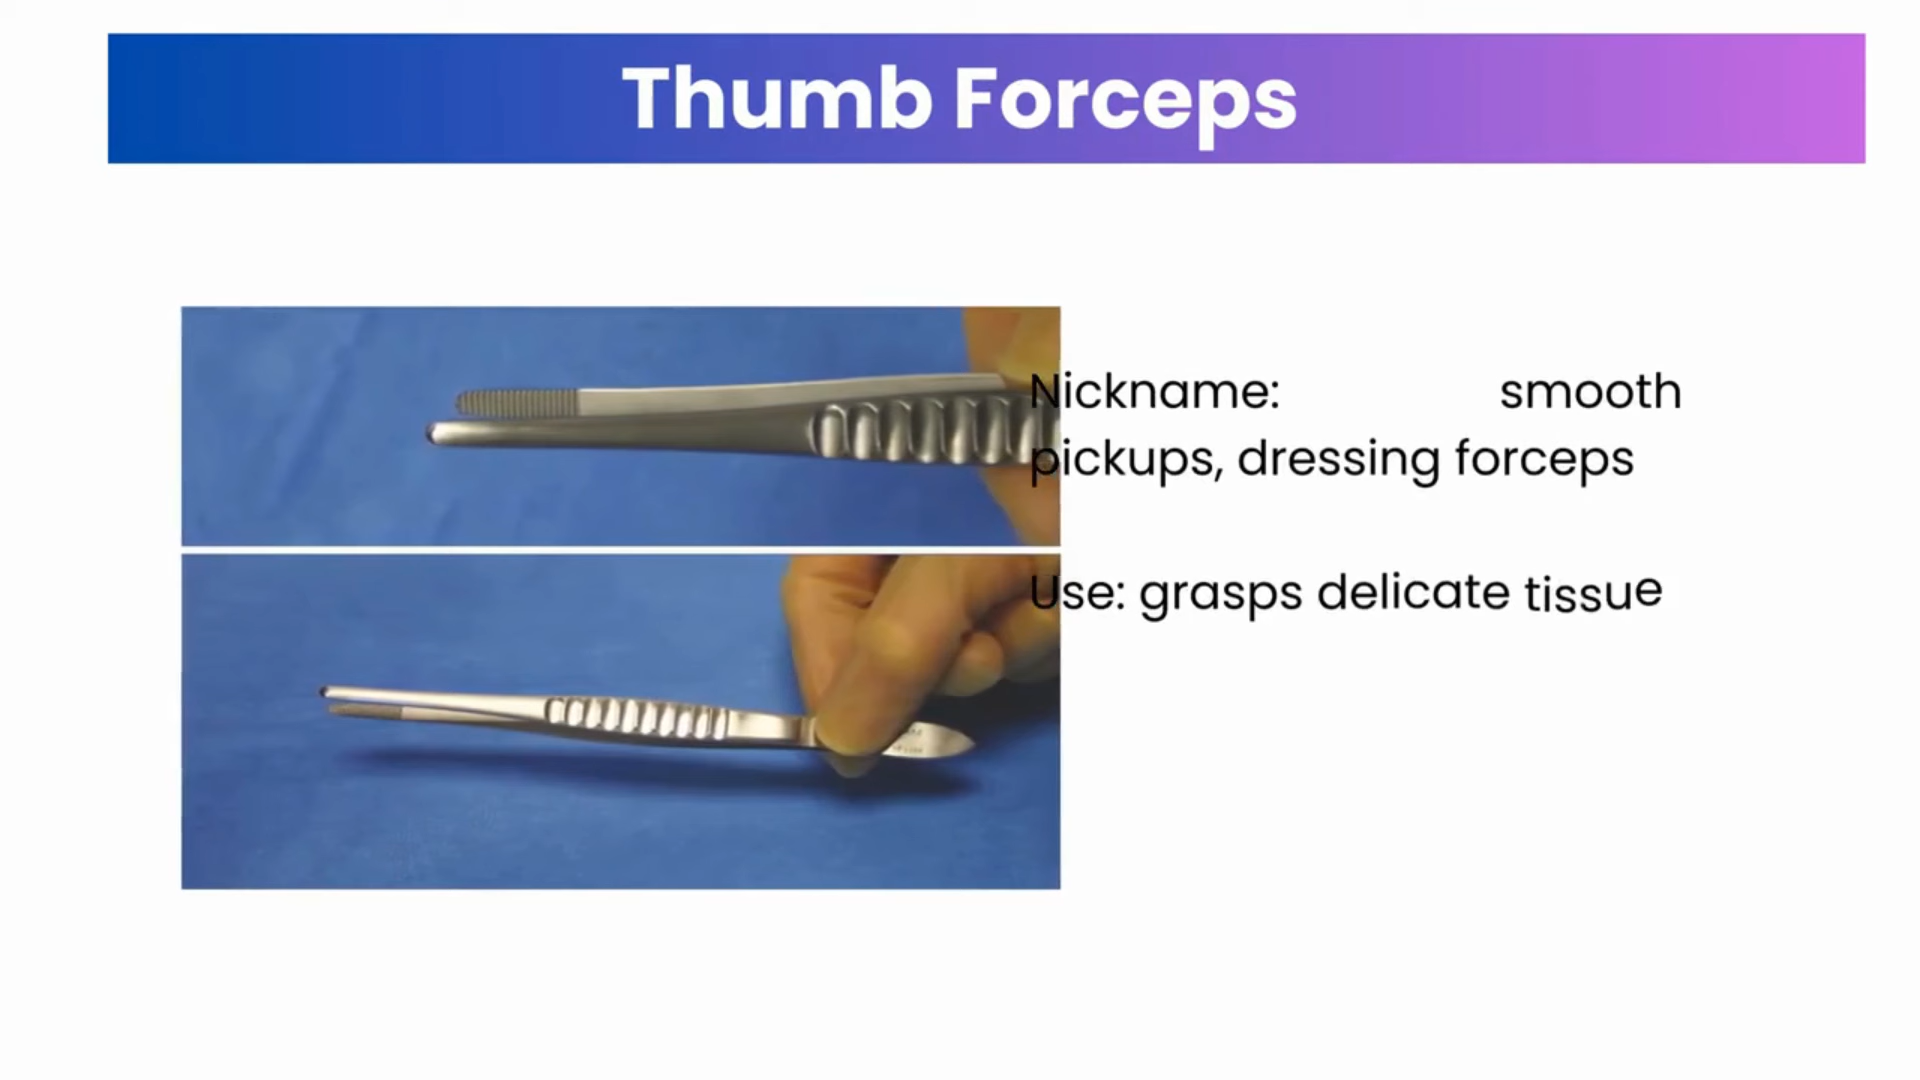 Thumb Forceps
Nickname: smooth
pickups, dressing forceps
Use: grasps delicate tissue